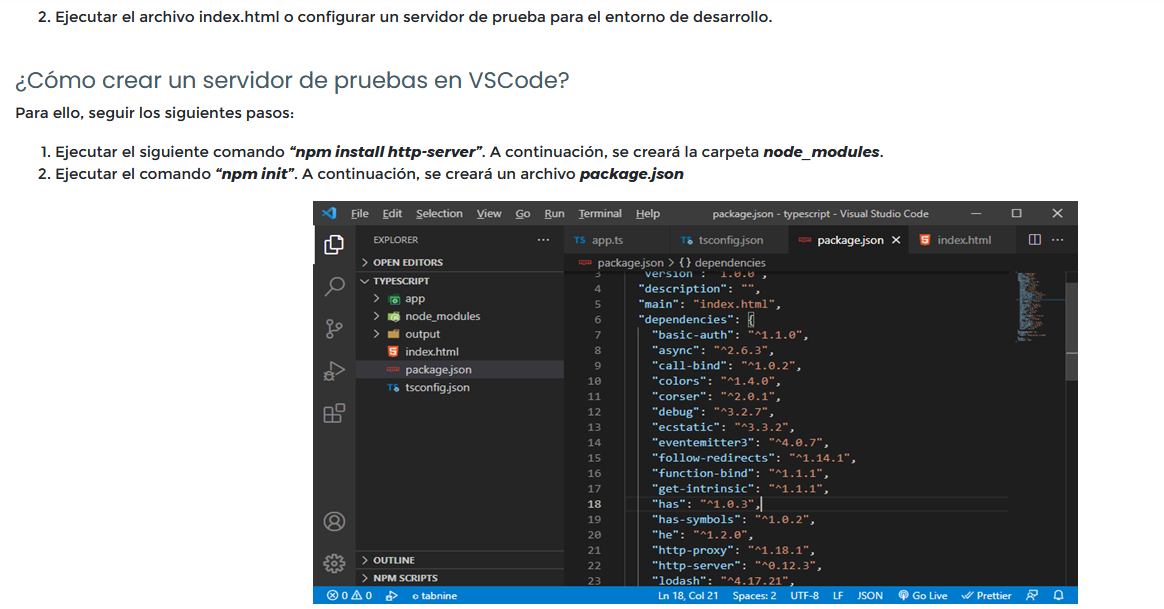 2. Ejecutar el archivo index.html o configurar un servidor de prueba para el entorno de desarrollo.
¿Cómo crear un servidor de pruebas en VSCode?
Para ello, seguir los siguientes pasos:
1. Ejecutar el siguiente comando “npm install http-server”. A continuación, se creará la carpeta node_modules.
2. Ejecutar el comando “npm init”. A continuación, se creará un archivo package.json
File Edit Selection View Go Run Terminal Help package.json - typescript - Visual Studio Code
EXPLORER
OPEN EDITORS
TYPESCRIPT
app
node_modules
output
index.html
package.json
tsconfig.json
OUTLINE
NPM SCRIPTS
TS app.ts TS tsconfig.json package.json index.html
package.json > {} dependencies
3 "version": "1.0.0",
4 "description": "",
5 "main": "index.html",
6 "dependencies": {
7 "basic-auth": "^1.1.0",
8 "async": "^2.6.3",
9 "call-bind": "^1.0.2",
10 "colors": "^1.4.0",
11 "corser": "^2.0.1",
12 "debug": "^3.2.7",
13 "ecstatic": "^3.3.2",
14 "eventemitter3": "^4.0.7",
15 "follow-redirects": "^1.14.1",
16 "function-bind": "^1.1.1",
17 "get-intrinsic": "^1.1.1",
18 "has": "^1.0.3",
19 "has-symbols": "^1.0.2",
20 "he": "^1.2.0",
21 "http-proxy": "^1.18.1",
22 "http-server": "^0.12.3",
23 "lodash": "^4.17.21",
0 0 tabnine Ln 18, Col 21 Spaces: 2 UTF-8 LF JSON Go Live Prettier